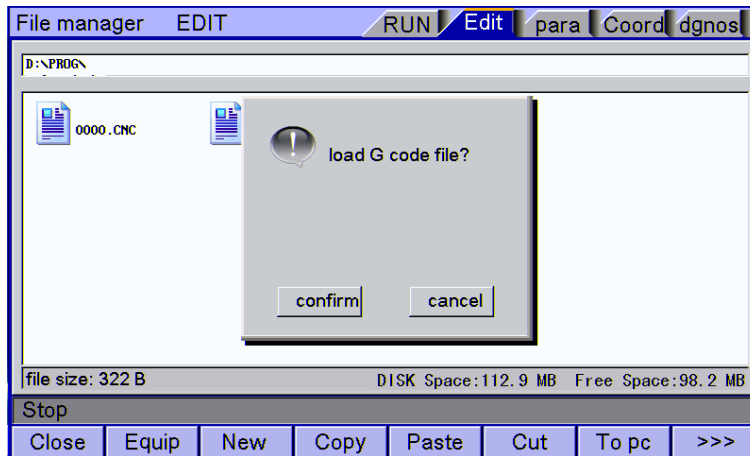 File manager EDIT RUN Edit para Coord dgnos
D:\PROG\
0000.CNC
load G code file?
confirm cancel
file size: 322 B DISK Space:112.9 MB Free Space:98.2 MB
Stop
Close Equip New Copy Paste Cut To pc >>>